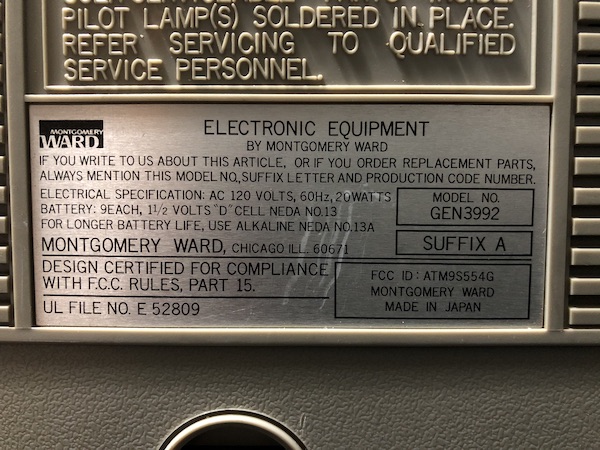 PILOT LAMP(S) SOLDERED IN PLACE.
REFER SERVICING TO QUALIFIED
SERVICE PERSONNEL.
MONTGOMERY
WARD
ELECTRONIC EQUIPMENT
BY MONTGOMERY WARD
IF YOU WRITE TO US ABOUT THIS ARTICLE, OR IF YOU ORDER REPLACEMENT PARTS,
ALWAYS MENTION THIS MODEL NO., SUFFIX LETTER AND PRODUCTION CODE NUMBER.
ELECTRICAL SPECIFICATION: AC 120 VOLTS, 60Hz, 20WATTS
BATTERY: 9EACH, 1 1/2 VOLTS "D" CELL NEDA NO.13
FOR LONGER BATTERY LIFE, USE ALKALINE NEDA NO.13A
MODEL NO.
GEN3992
MONTGOMERY WARD, CHICAGO ILL. 60671
SUFFIX A
DESIGN CERTIFIED FOR COMPLIANCE
WITH F.C.C. RULES, PART 15.
FCC ID: ATM9S554G
MONTGOMERY WARD
MADE IN JAPAN
UL FILE NO. E 52809